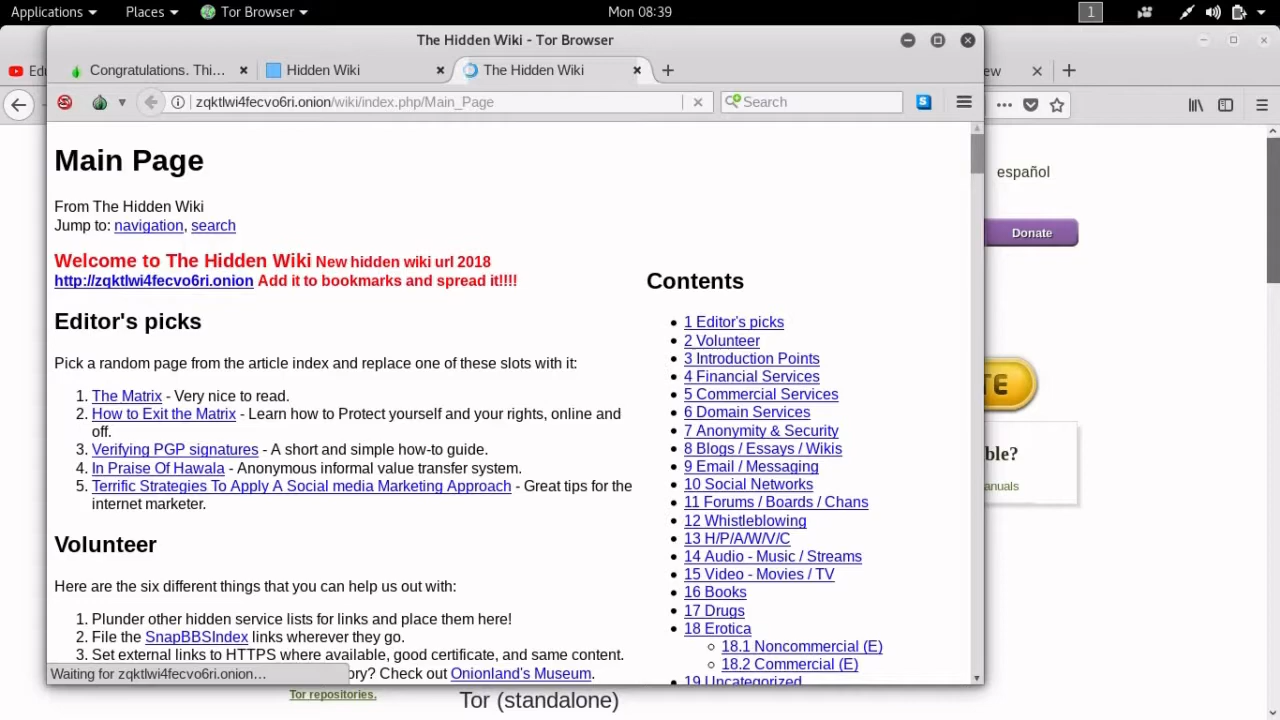 Applications Places Tor Browser Mon 08:39 1
The Hidden Wiki - Tor Browser
Congratulations. Thi... Hidden Wiki The Hidden Wiki
zqktlwi4fecvo6ri.onion/wiki/index.php/Main_Page Search
español
Donate
Main Page
From The Hidden Wiki
Jump to: navigation, search
Welcome to The Hidden Wiki New hidden wiki url 2018
http://zqktlwi4fecvo6ri.onion Add it to bookmarks and spread it!!!!
Editor's picks
Pick a random page from the article index and replace one of these slots with it:
1. The Matrix - Very nice to read.
2. How to Exit the Matrix - Learn how to Protect yourself and your rights, online and
off.
3. Verifying PGP signatures - A short and simple how-to guide.
4. In Praise Of Hawala - Anonymous informal value transfer system.
5. Terrific Strategies To Apply A Social media Marketing Approach - Great tips for the
internet marketer.
Volunteer
Here are the six different things that you can help us out with:
1. Plunder other hidden service lists for links and place them here!
2. File the SnapBBSIndex links wherever they go.
3. Set external links to HTTPS where available, good certificate, and same content.
ory? Check out Onionland's Museum.
Waiting for zqktlwi4fecvo6ri.onion...
Contents
1 Editor's picks
2 Volunteer
3 Introduction Points
4 Financial Services
5 Commercial Services
6 Domain Services
7 Anonymity & Security
8 Blogs / Essays / Wikis
9 Email / Messaging
10 Social Networks
11 Forums / Boards / Chans
12 Whistleblowing
13 H/P/A/W/V/C
14 Audio - Music / Streams
15 Video - Movies / TV
16 Books
17 Drugs
18 Erotica
18.1 Noncommercial (E)
18.2 Commercial (E)
19 Uncategorized
TE
ble?
anuals
Tor repositories.
Tor (standalone)